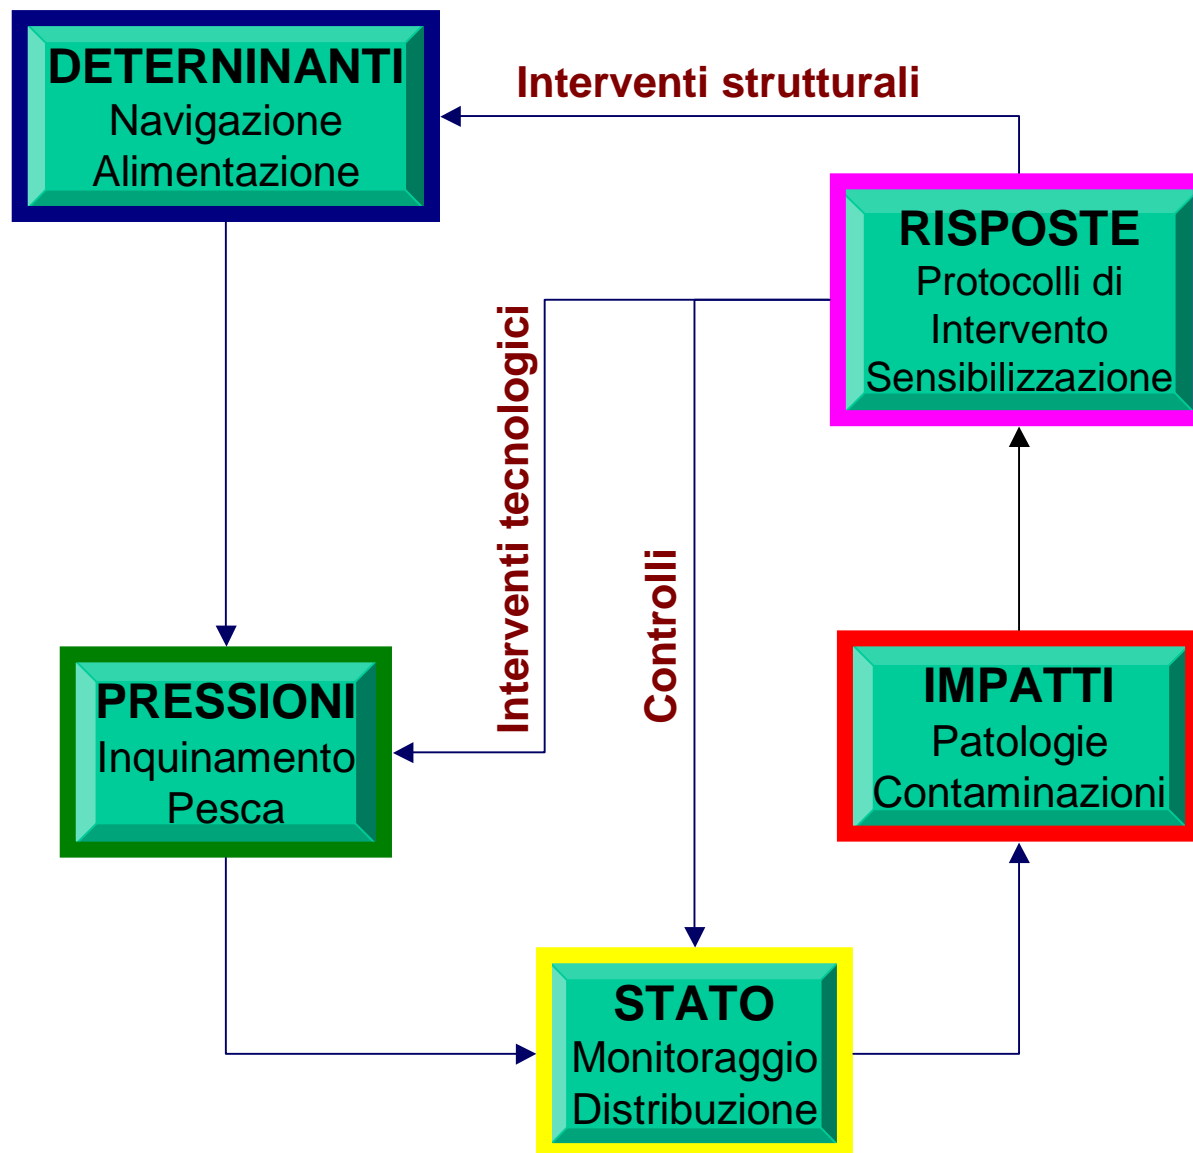 DETERNINANTI
Navigazione
Alimentazione
Interventi strutturali
RISPOSTE
Protocolli di
Intervento
Sensibilizzazione
Interventi tecnologici
Controlli
PRESSIONI
Inquinamento
Pesca
IMPATTI
Patologie
Contaminazioni
STATO
Monitoraggio
Distribuzione